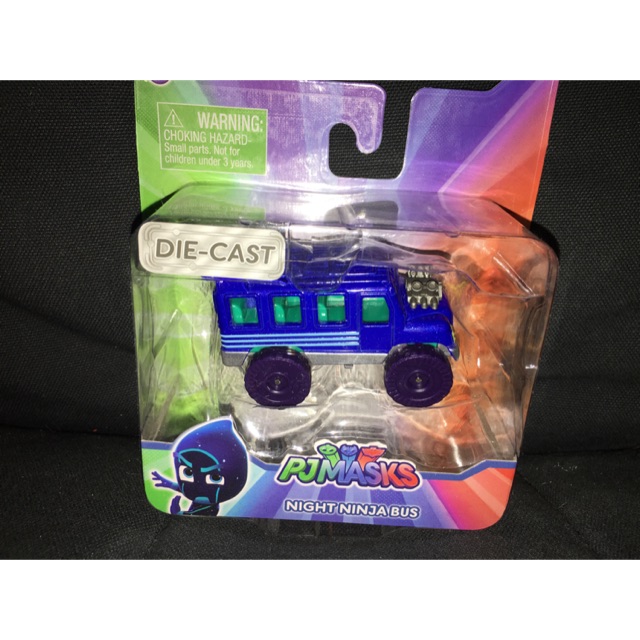 WARNING:
CHOKING HAZARD-
Small parts. Not for
children under 3 years.
DIE-CAST
PJMASKS
NIGHT NINJA BUS